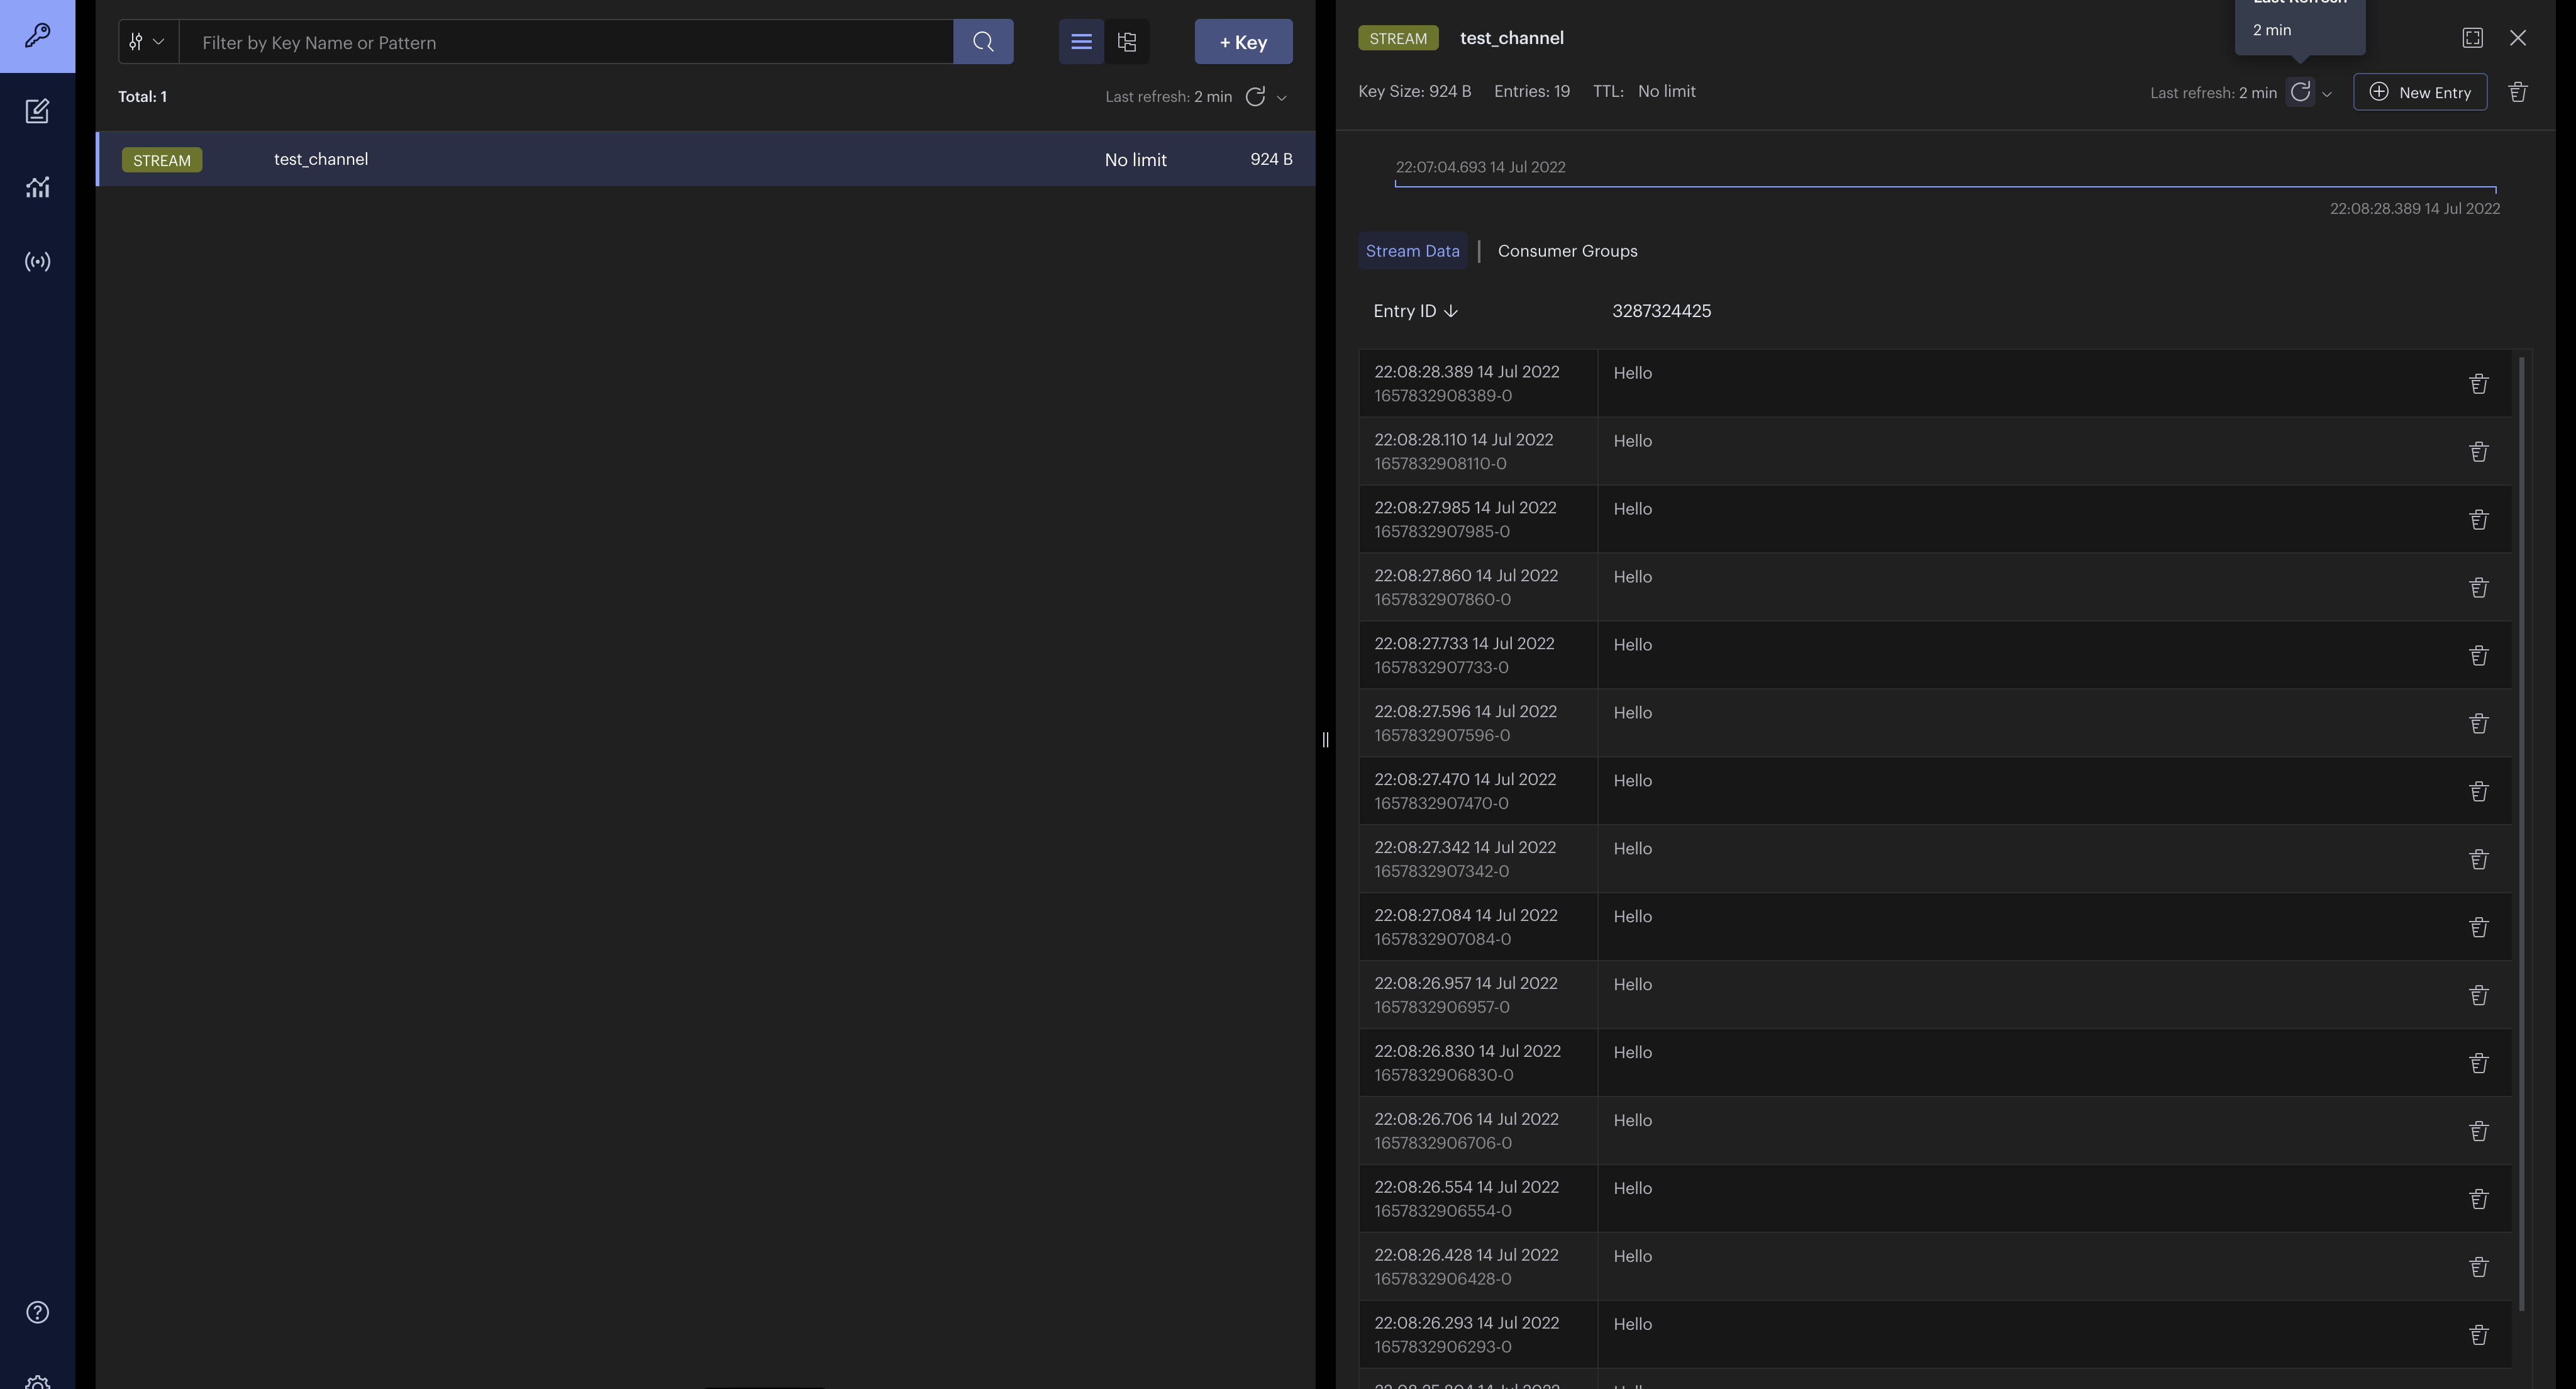 Filter by Key Name or Pattern
+ Key
Total: 1
Last refresh: 2 min
STREAM test_channel No limit 924 B
STREAM test_channel
Last Refresh
2 min
Key Size: 924 B Entries: 19 TTL: No limit
Last refresh: 2 min
New Entry
22:07:04.693 14 Jul 2022
22:08:28.389 14 Jul 2022
Stream Data | Consumer Groups
Entry ID 3287324425
22:08:28.389 14 Jul 2022 Hello
1657832908389-0
22:08:28.110 14 Jul 2022 Hello
1657832908110-0
22:08:27.985 14 Jul 2022 Hello
1657832907985-0
22:08:27.860 14 Jul 2022 Hello
1657832907860-0
22:08:27.733 14 Jul 2022 Hello
1657832907733-0
22:08:27.596 14 Jul 2022 Hello
1657832907596-0
22:08:27.470 14 Jul 2022 Hello
1657832907470-0
22:08:27.342 14 Jul 2022 Hello
1657832907342-0
22:08:27.084 14 Jul 2022 Hello
1657832907084-0
22:08:26.957 14 Jul 2022 Hello
1657832906957-0
22:08:26.830 14 Jul 2022 Hello
1657832906830-0
22:08:26.706 14 Jul 2022 Hello
1657832906706-0
22:08:26.554 14 Jul 2022 Hello
1657832906554-0
22:08:26.428 14 Jul 2022 Hello
1657832906428-0
22:08:26.293 14 Jul 2022 Hello
1657832906293-0